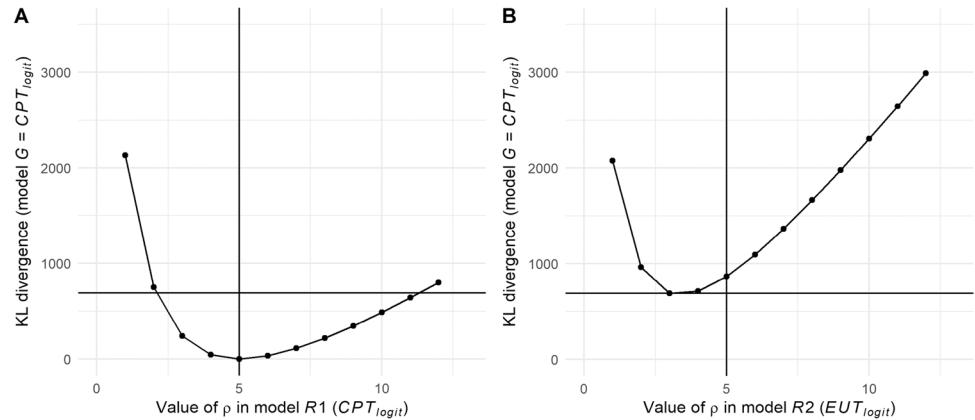 A
KL divergence (model G = CPT_logit)
3000
2000
1000
0
0
5
10
Value of ρ in model R1 (CPT_logit)
B
KL divergence (model G = CPT_logit)
3000
2000
1000
0
0
5
10
Value of ρ in model R2 (EUT_logit)